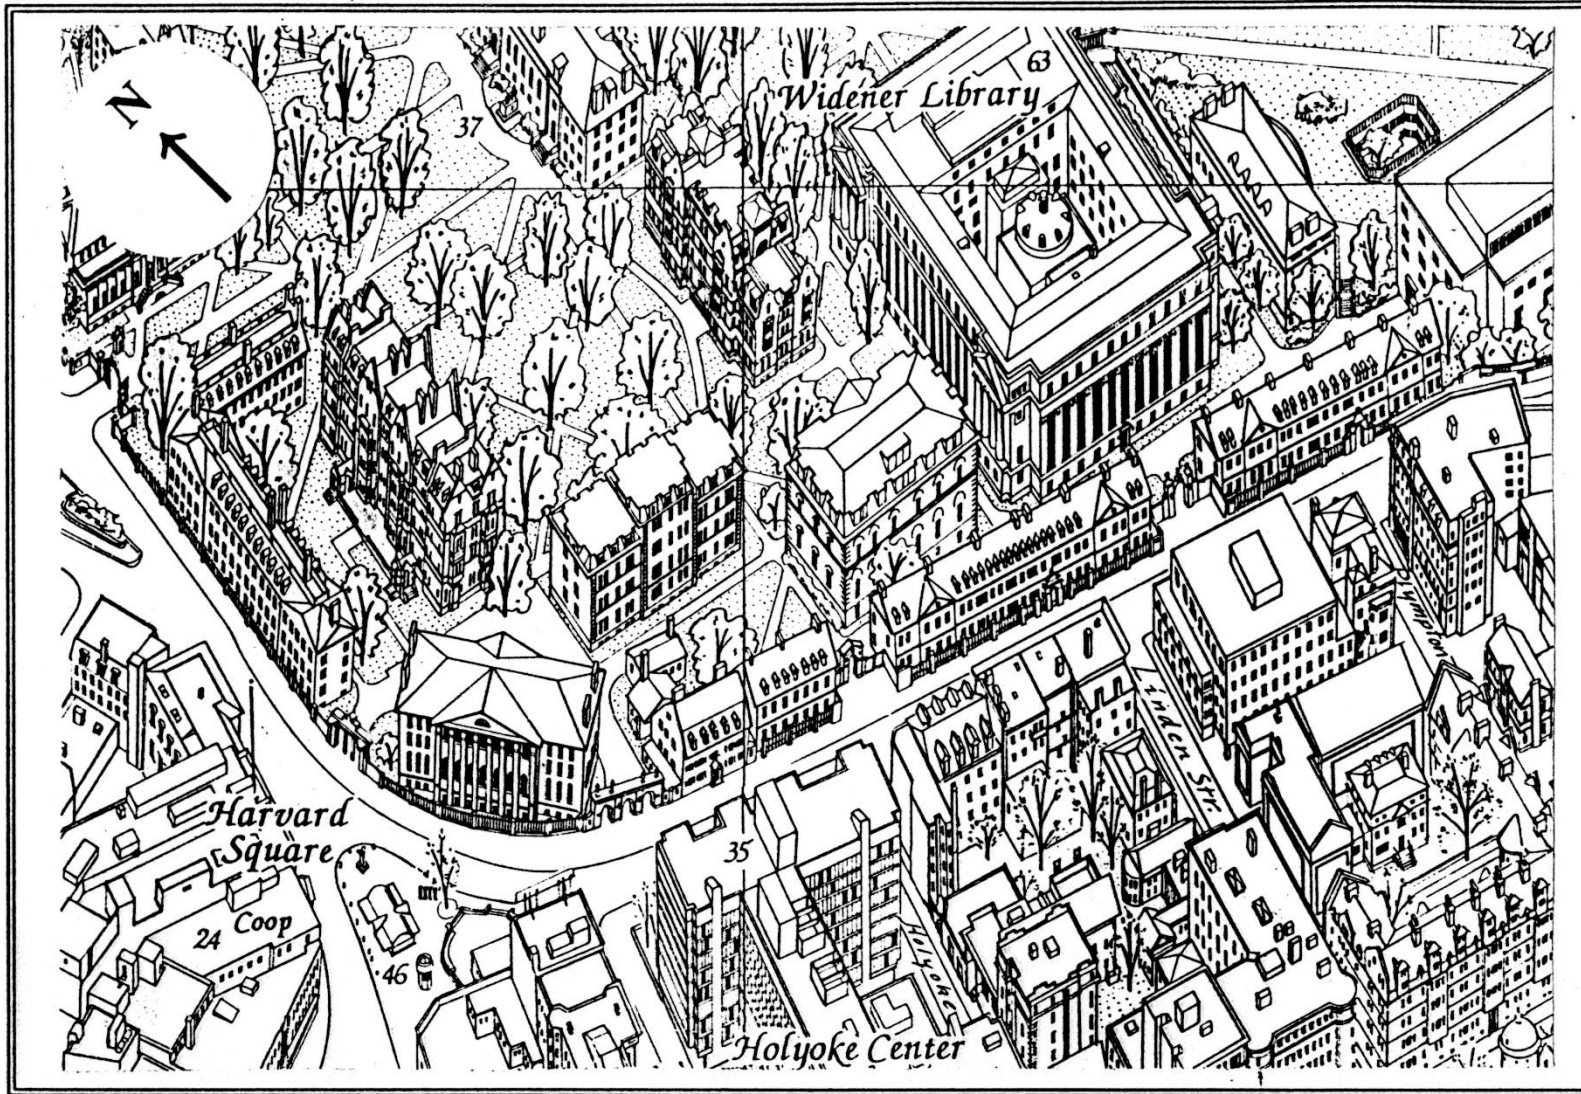 N
37
63
Widener Library
Linden Str.
Harvard
Square
35
Coop
24
46
Holyoke
Holyoke Center